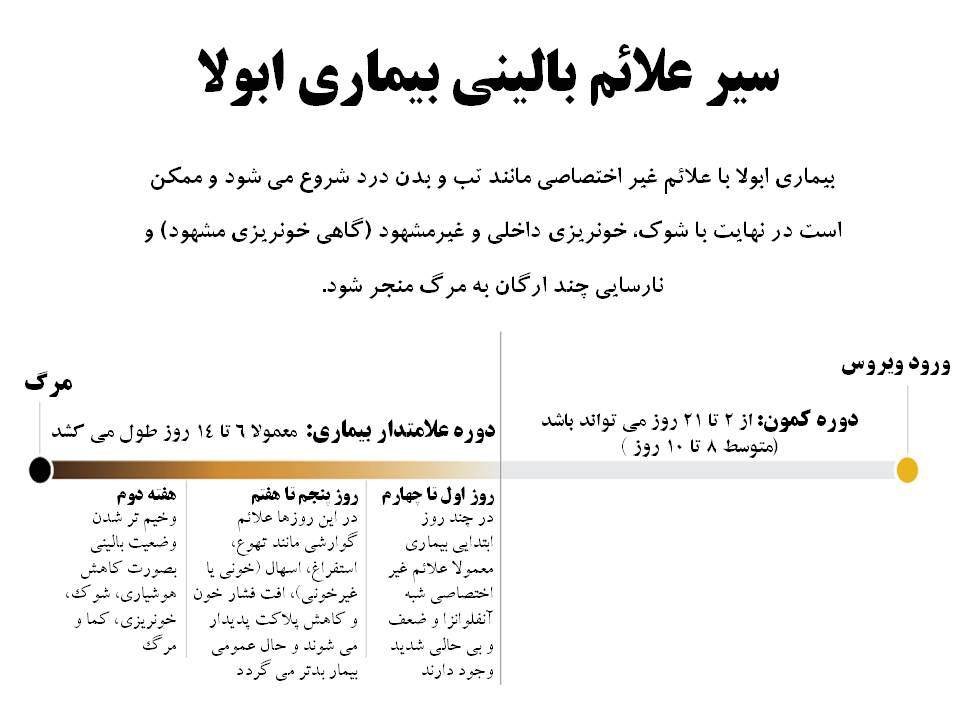 سیر علائم بالینی بیماری ابولا
بیماری ابولا با علائم غیر اختصاصی مانند تب و بدن درد شروع می شود و ممکن
است در نهایت با شوک، خونریزی داخلی و غیرمشهود (گاهی خونریزی مشهود) و
نارسایی چند ارگان به مرگ منجر شود.
ورود ویروس
دوره کمون: از ۲ تا ۲۱ روز می تواند باشد
(متوسط ۸ تا ۱۰ روز )
مرگ
دوره علامتدار بیماری: معمولا ۶ تا ۱۴ روز طول می کشد
روز اول تا چهارم
در چند روز
ابتدایی بیماری
معمولا علائم غیر
اختصاصی شبه
آنفلوانزا و ضعف
و بی حالی شدید
وجود دارند
روز پنجم تا هفتم
در این روزها علائم
گوارشی مانند تهوع،
استفراغ، اسهال (خونی یا
غیرخونی)، افت فشار خون
و کاهش پلاکت پدیدار
می شوند و حال عمومی
بیمار بدتر می گردد
هفته دوم
وخیم تر شدن
وضعیت بالینی
بصورت کاهش
هوشیاری، شوک،
خونریزی، کما و
مرگ